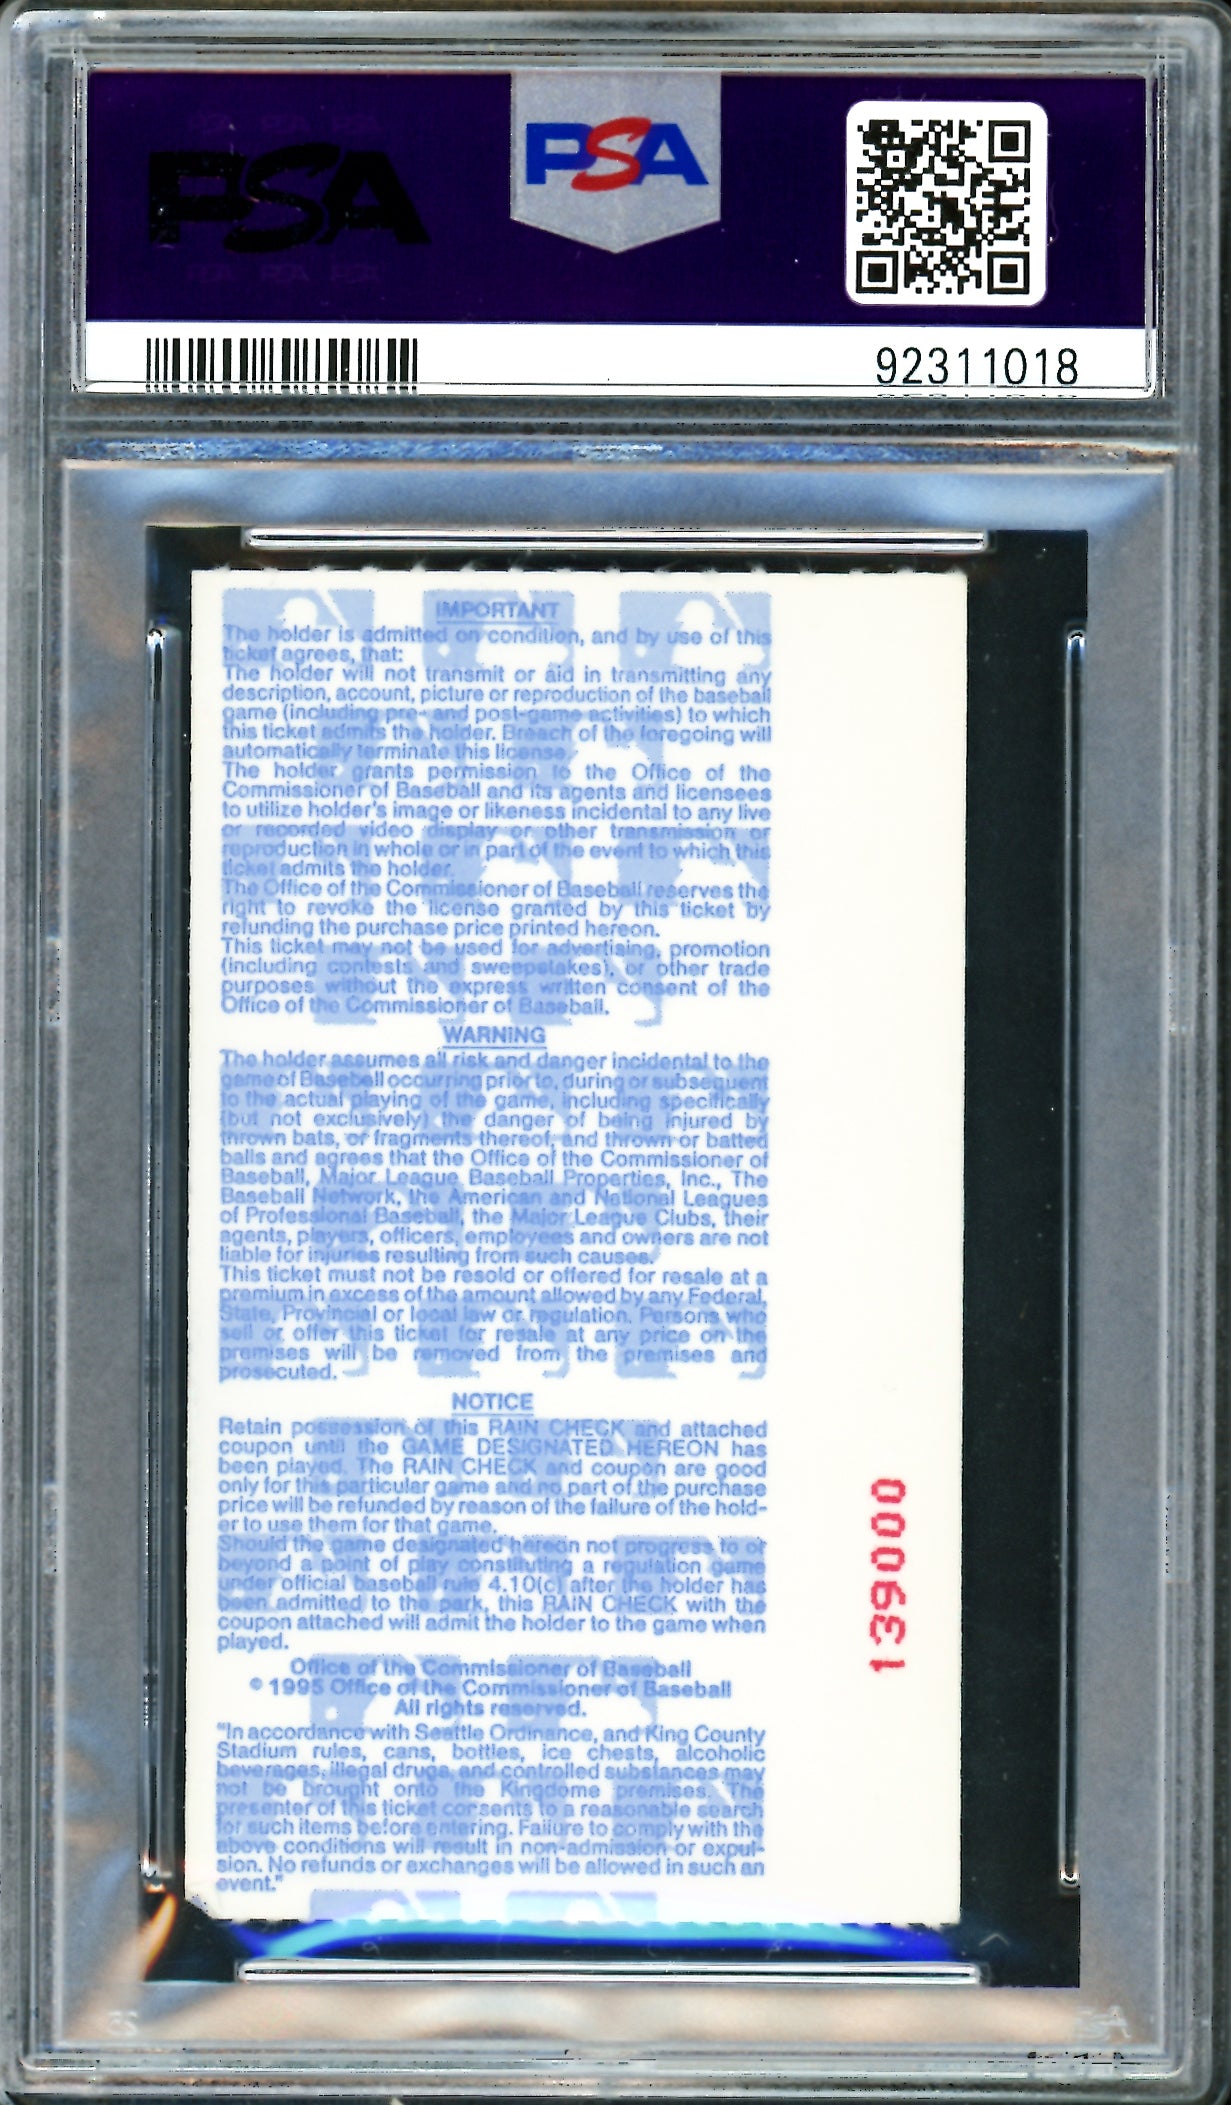 PSA
PSA
92311018
IMPORTANT
The holder is admitted on condition, and by use of this
ticket agrees, that:
The holder will not transmit or aid in transmitting any
description, account, picture or reproduction of the baseball
game (including pre- and post-game activities) to which
this ticket admits the holder. Breach of the foregoing will
automatically terminate this license.
The holder grants permission to the Office of the
Commissioner of Baseball and its agents and licensees
to utilize holder's image or likeness incidental to any live
or recorded video display or other transmission or
reproduction in whole or in part of the event to which this
ticket admits the holder.
The Office of the Commissioner of Baseball reserves the
right to revoke the license granted by this ticket by
refunding the purchase price printed hereon.
This ticket may not be used for advertising, promotion
(including contests and sweepstakes), or other trade
purposes without the express written consent of the
Office of the Commissioner of Baseball.
WARNING
The holder assumes all risk and danger incidental to the
game of Baseball occurring prior to, during or subsequent
to the actual playing of the game, including specifically
(but not exclusively) the danger of being injured by
thrown bats, or fragments thereof, and thrown or batted
balls and agrees that the Office of the Commissioner of
Baseball, Major League Baseball Properties, Inc., The
Baseball Network, the American and National Leagues
of Professional Baseball, the Major League Clubs, their
agents, players, officers, employees and owners are not
liable for injuries resulting from such causes.
This ticket must not be resold or offered for resale at a
premium in excess of the amount allowed by any Federal,
State, Provincial or local law or regulation. Persons who
sell or offer this ticket for resale at any price on the
premises will be removed from the premises and
prosecuted.
NOTICE
Retain possession of this RAIN CHECK and attached
coupon until the GAME DESIGNATED HEREON has
been played. The RAIN CHECK and coupon are good
only for this particular game and no part of the purchase
price will be refunded by reason of the failure of the hold-
er to use them for that game.
Should the game designated hereon not progress to or
beyond a point of play constituting a regulation game
under official baseball rule 4.10(c) after the holder has
been admitted to the park, this RAIN CHECK with the
coupon attached will admit the holder to the game when
played.
Office of the Commissioner of Baseball
© 1995 Office of the Commissioner of Baseball
All rights reserved.
"In accordance with Seattle Ordinance, and King County
Stadium rules, cans, bottles, ice chests, alcoholic
beverages, illegal drugs, and controlled substances may
not be brought onto the Kingdome premises. The
presenter of this ticket consents to a reasonable search
for such items before entering. Failure to comply with the
above conditions will result in non-admission or expul-
sion. No refunds or exchanges will be allowed in such an
event."
139000